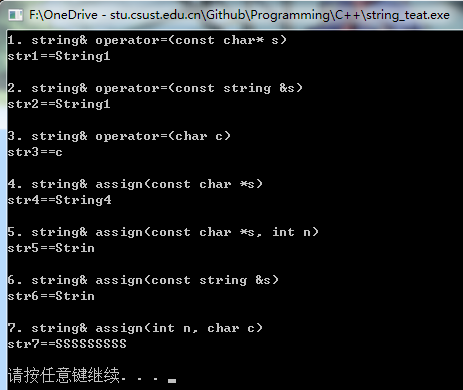 F:\OneDrive - stu.csust.edu.cn\Github\Programming\C++\string_teat.exe
1. string& operator=(const char* s)
str1==String1
2. string& operator=(const string &s)
str2==String1
3. string& operator=(char c)
str3==c
4. string& assign(const char *s)
str4==String4
5. string& assign(const char *s, int n)
str5==Strin
6. string& assign(const string &s)
str6==Strin
7. string& assign(int n, char c)
str7==SSSSSSSSS
请按任意键继续. . .